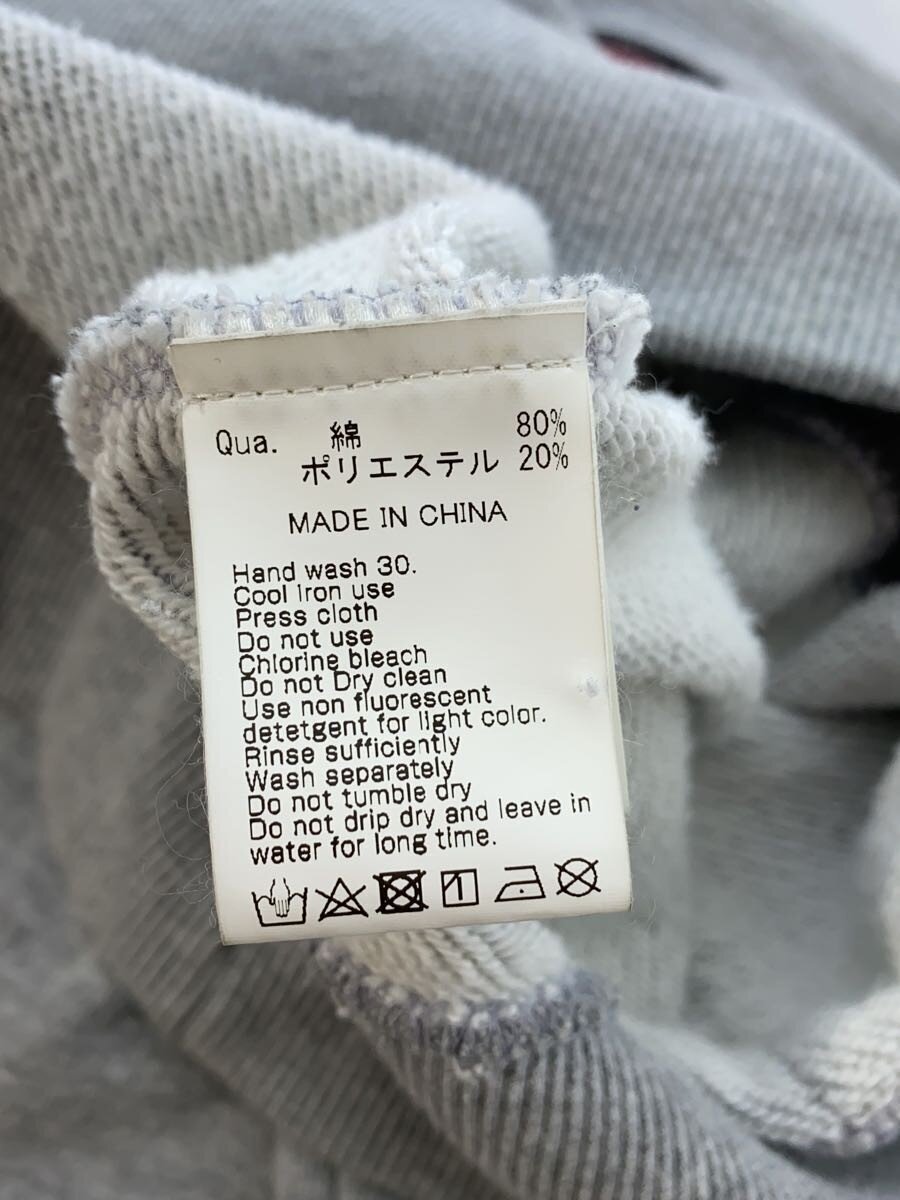 Qua. 綿 80%
ポリエステル 20%
MADE IN CHINA
Hand wash 30.
Cool Iron use
Press cloth
Do not use
Chlorine bleach
Do not Dry clean
Use non fluorescent
detetgent for light color.
Rinse sufficiently
Wash separately
Do not tumble dry
Do not drip dry and leave in
water for long time.